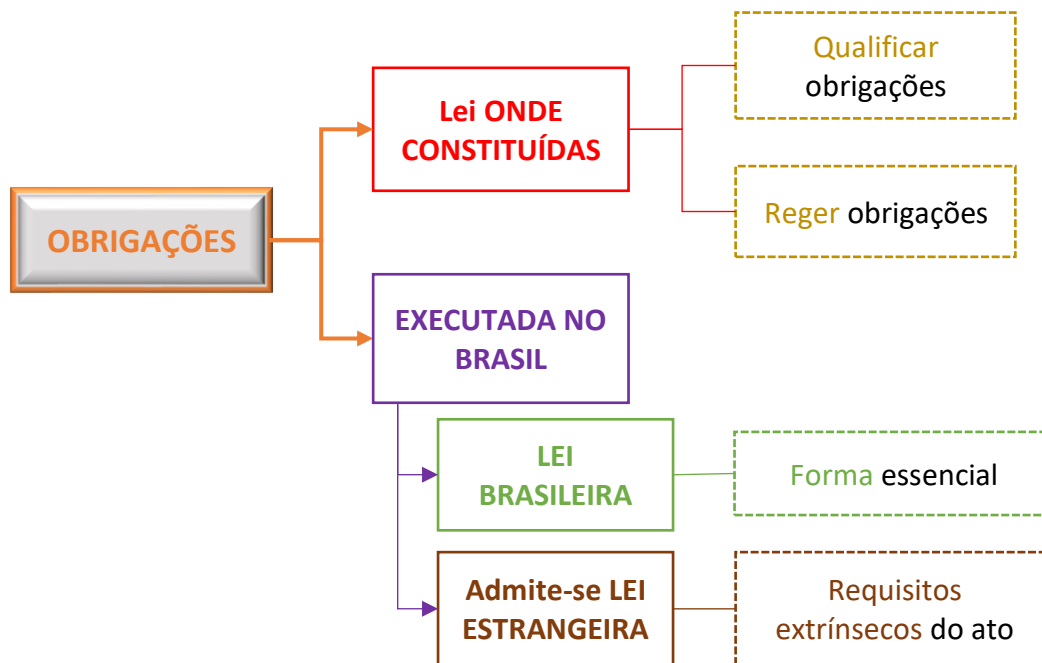 OBRIGAÇÕES
Lei ONDE
CONSTITUÍDAS
Qualificar
obrigações
Reger obrigações
EXECUTADA NO
BRASIL
LEI
BRASILEIRA
Forma essencial
Admite-se LEI
ESTRANGEIRA
Requisitos
extrínsecos do ato